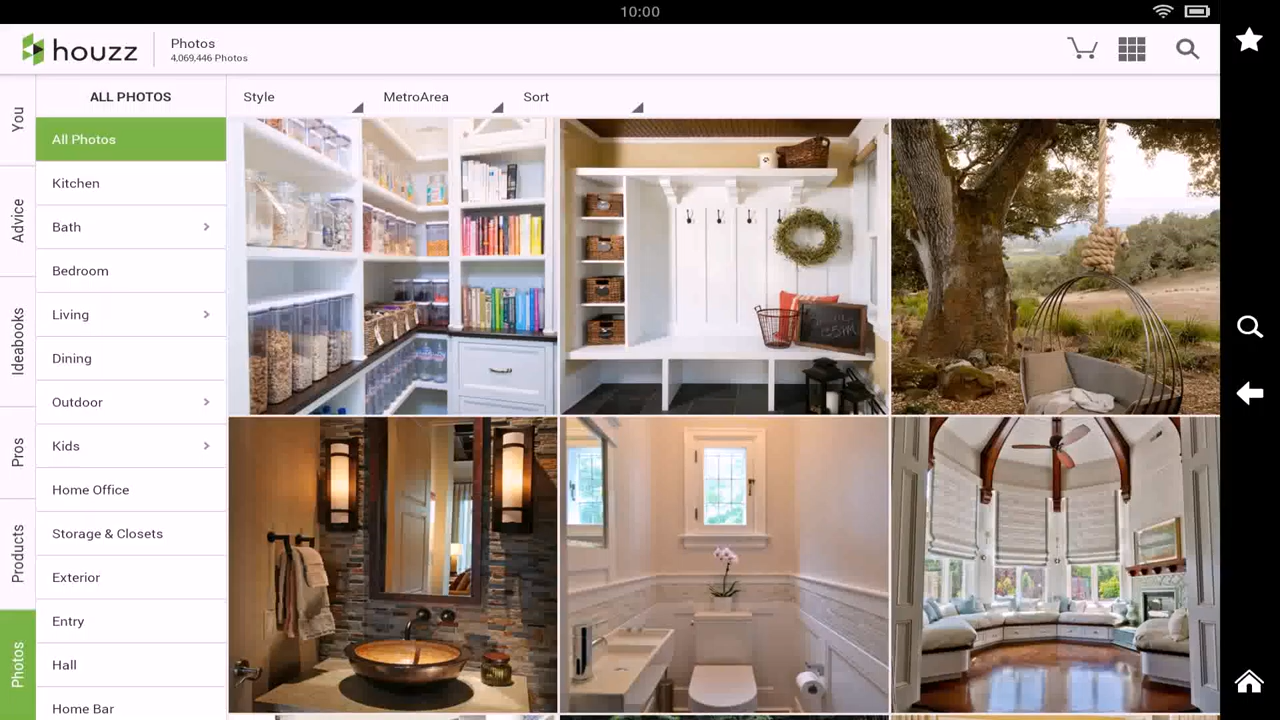 10:00
houzz
Photos
4,069,446 Photos
You
Advice
Ideabooks
Pros
Products
Photos
ALL PHOTOS
All Photos
Kitchen
Bath
Bedroom
Living
Dining
Outdoor
Kids
Home Office
Storage & Closets
Exterior
Entry
Hall
Home Bar
Style
MetroArea
Sort